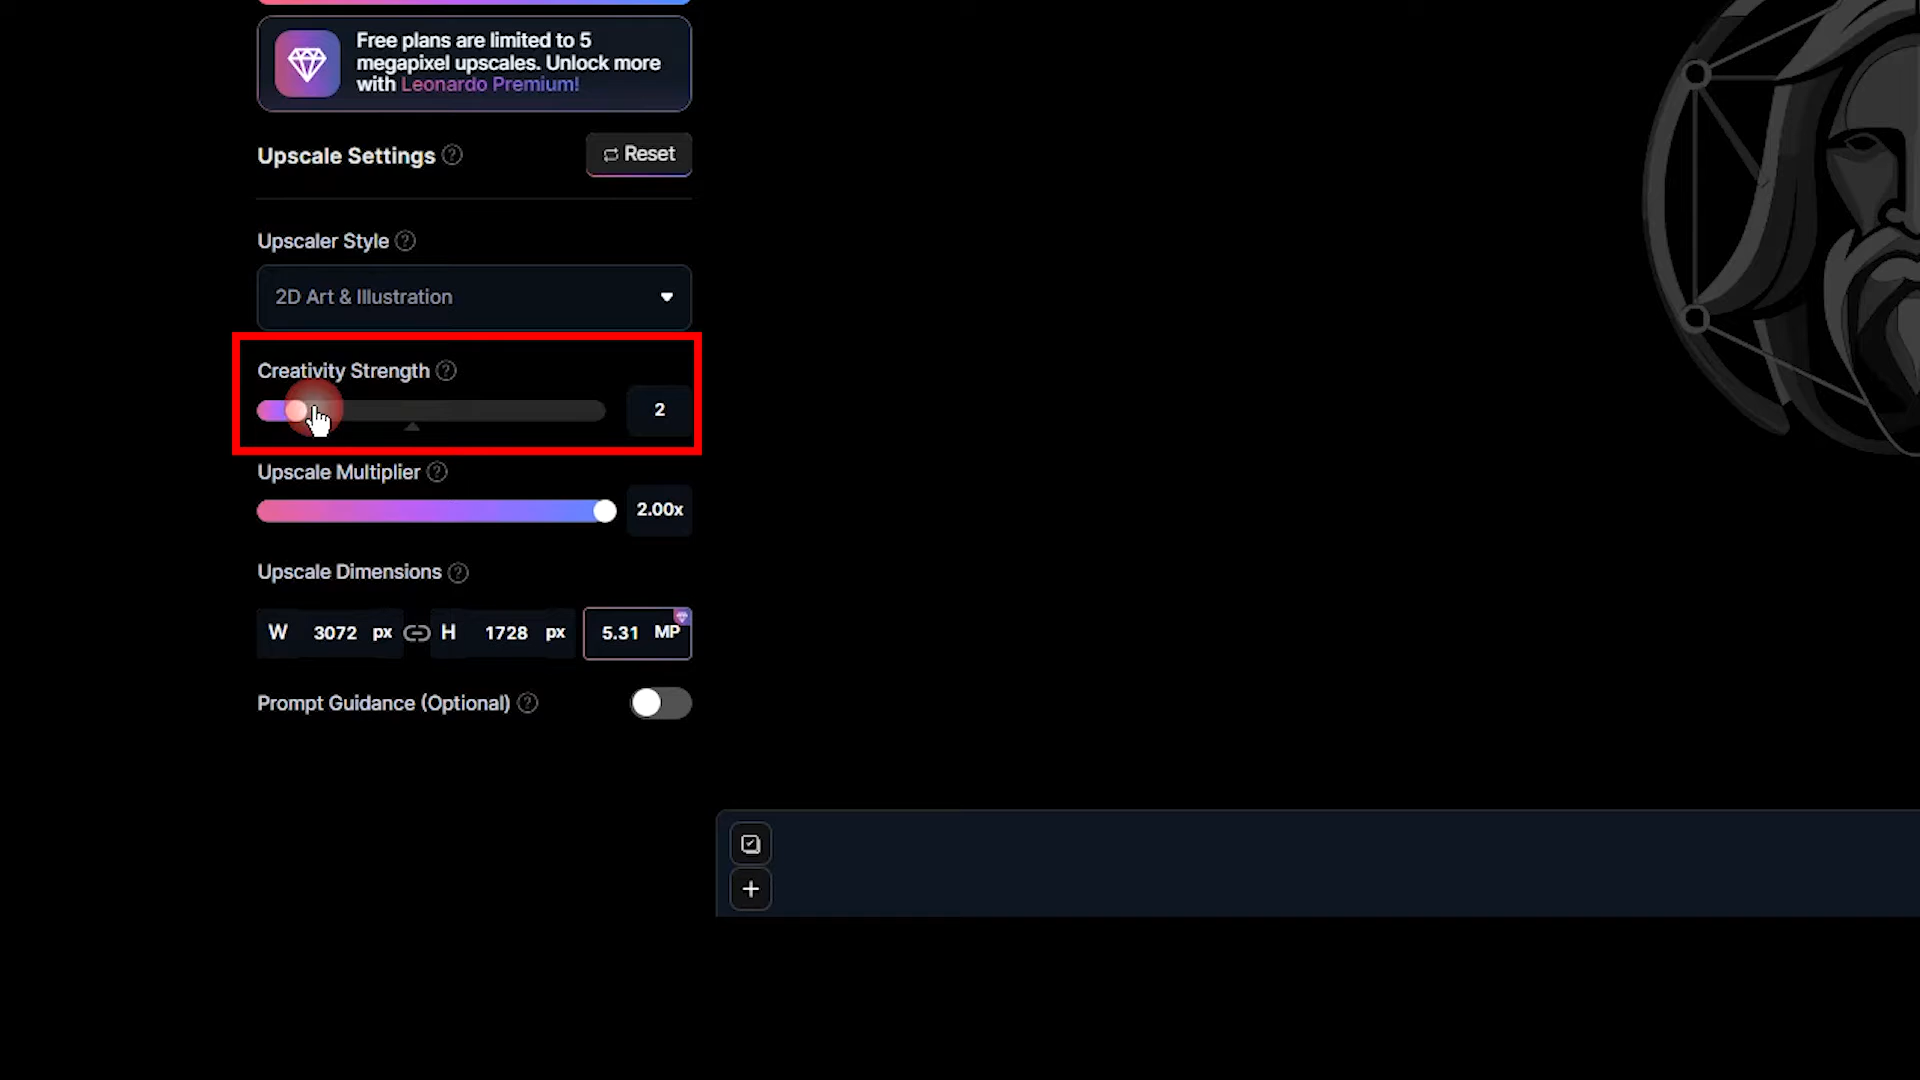 Free plans are limited to 5
megapixel upscales. Unlock more
with Leonardo Premium!
Upscale Settings
Reset
Upscaler Style
2D Art & Illustration
Creativity Strength
2
Upscale Multiplier
2.00x
Upscale Dimensions
W 3072 px H 1728 px 5.31 MP
Prompt Guidance (Optional)